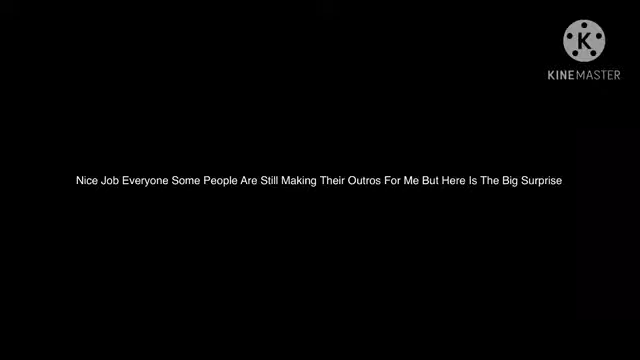 KINEMASTER
Nice Job Everyone Some People Are Still Making Their Outros For Me But Here Is The Big Surprise